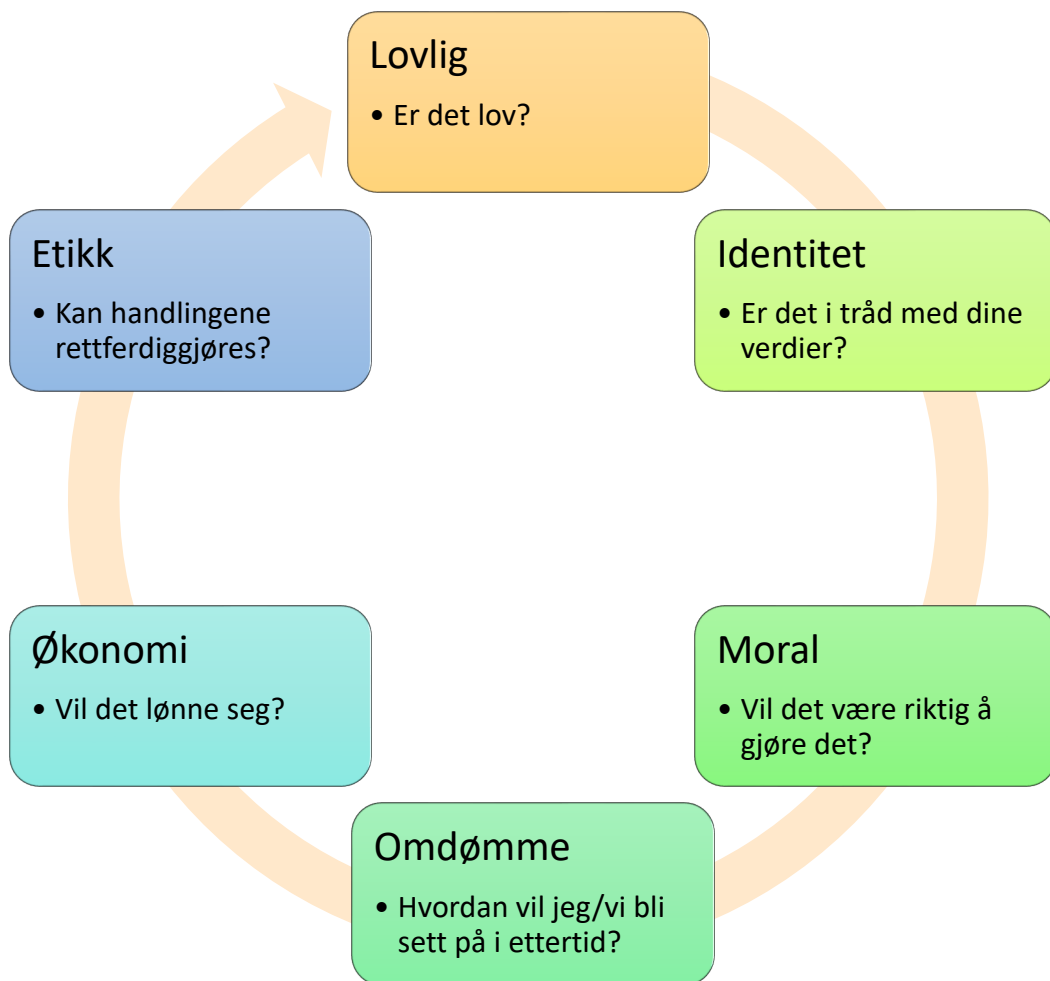 Lovlig
• Er det lov?
Identitet
• Er det i tråd med dine
verdier?
Moral
• Vil det være riktig å
gjøre det?
Omdømme
• Hvordan vil jeg/vi bli
sett på i ettertid?
Økonomi
• Vil det lønne seg?
Etikk
• Kan handlingene
rettferdiggjøres?